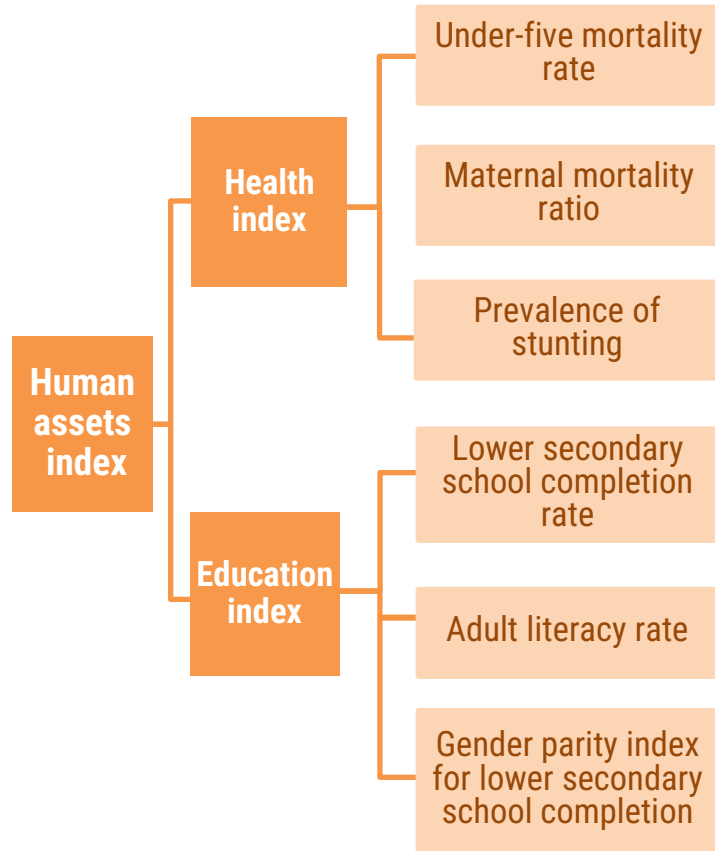 Human
assets
index
Health
index
Under-five mortality
rate
Maternal mortality
ratio
Prevalence of
stunting
Education
index
Lower secondary
school completion
rate
Adult literacy rate
Gender parity index
for lower secondary
school completion